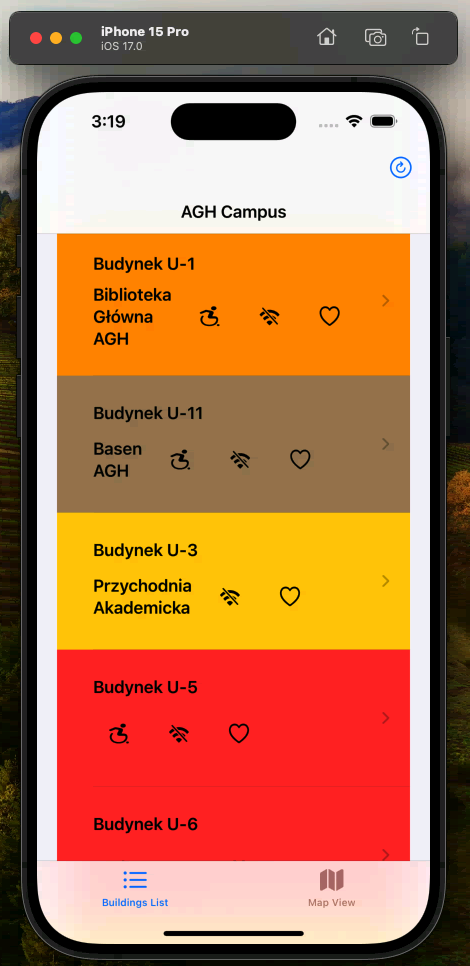 iPhone 15 Pro
iOS 17.0
3:19
AGH Campus
Budynek U-1
Biblioteka
Główna
AGH
Budynek U-11
Basen
AGH
Budynek U-3
Przychodnia
Akademicka
Budynek U-5
Budynek U-6
Buildings List
Map View